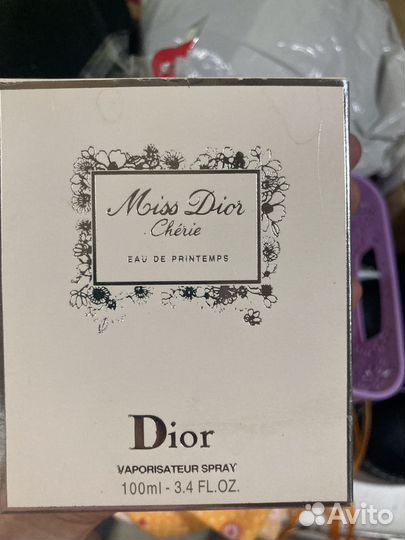 Miss Dior
Chérie
EAU DE PRINTEMPS
Dior
VAPORISATEUR SPRAY
100ml - 3.4 FL.OZ.
Avito